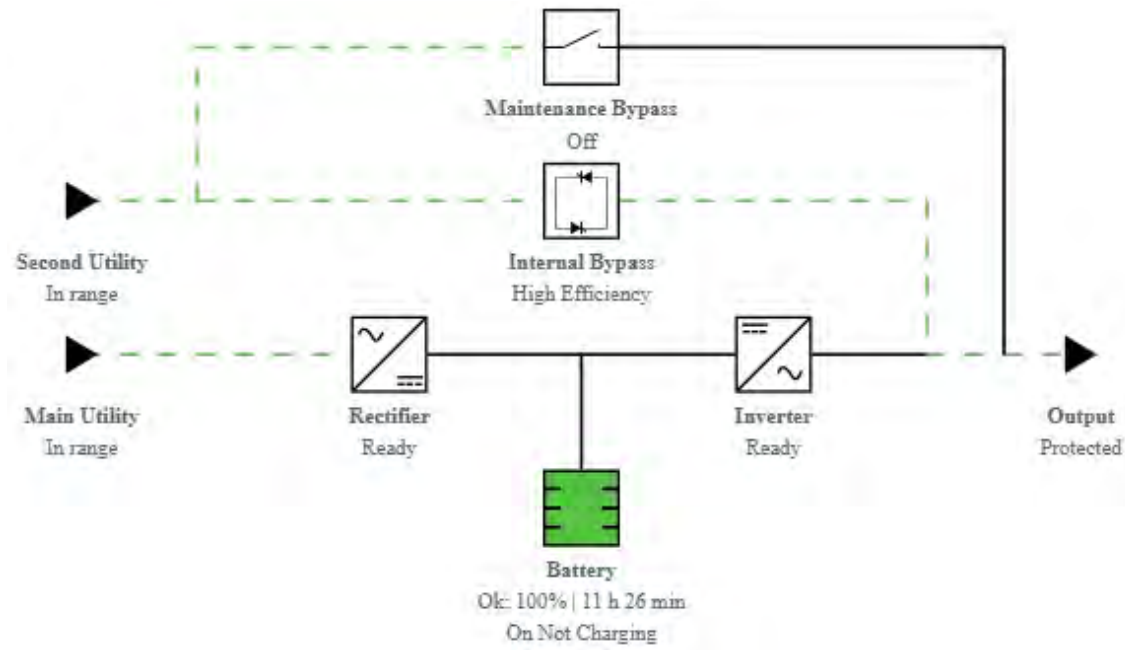 Maintenance Bypass
Off
Second Utility
In range
Internal Bypass
High Efficiency
Main Utility
In range
Rectifier
Ready
Inverter
Ready
Output
Protected
Battery
Ok: 100% | 11 h 26 min
On Not Charging